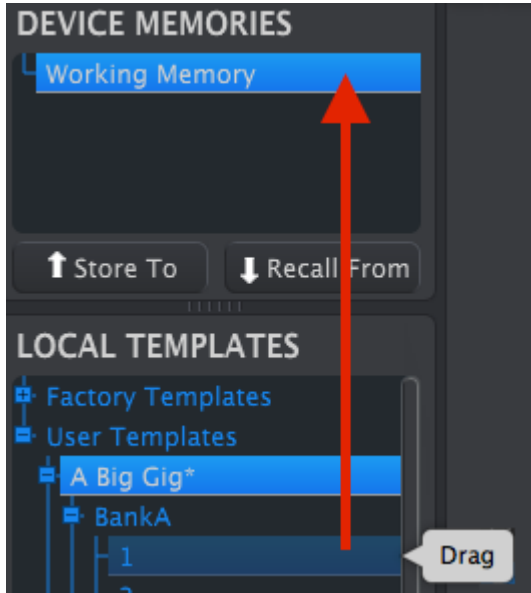 DEVICE MEMORIES
Working Memory
Store To
Recall From
LOCAL TEMPLATES
Factory Templates
User Templates
A Big Gig*
BankA
1
Drag